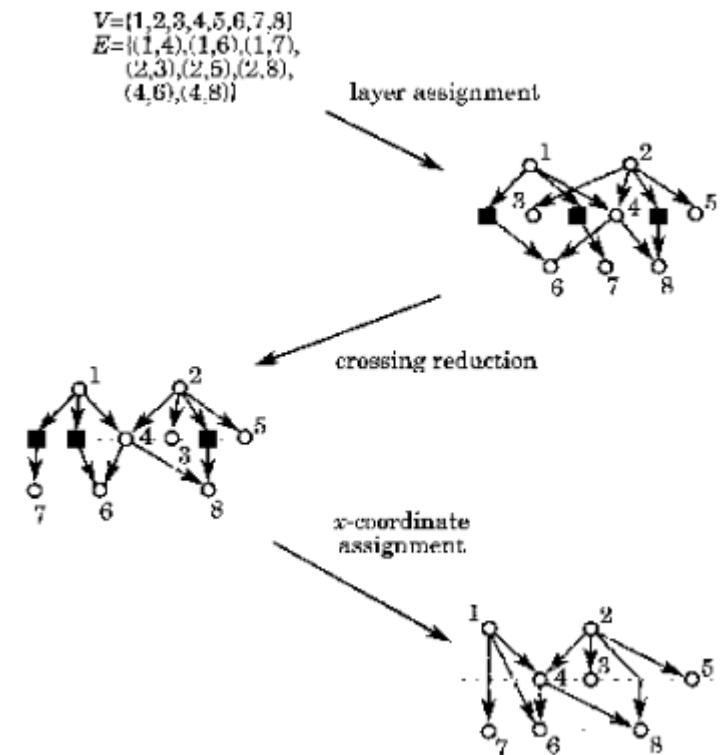 V={1,2,3,4,5,6,7,8}
E={(1,4),(1,6),(1,7),
(2,3),(2,5),(2,8),
(4,6),(4,8)}
layer assignment
1 2
3 4 5
6 7 8
crossing reduction
1 2
4 3 5
7 6 8
x-coordinate
assignment
1 2
4 3 5
7 6 8